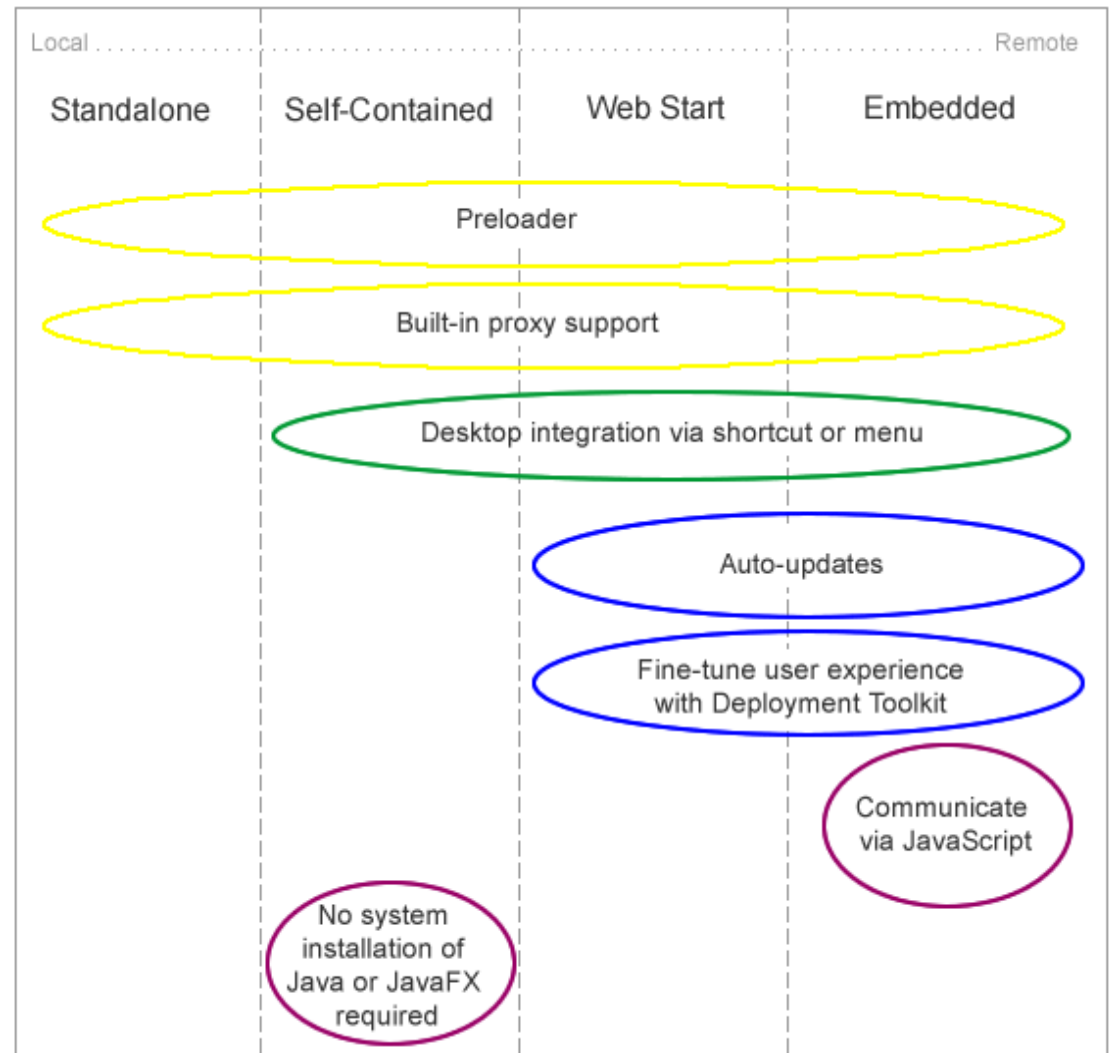 Local
Remote
Standalone
Self-Contained
Web Start
Embedded
Preloader
Built-in proxy support
Desktop integration via shortcut or menu
Auto-updates
Fine-tune user experience
with Deployment Toolkit
Communicate
via JavaScript
No system
installation of
Java or JavaFX
required